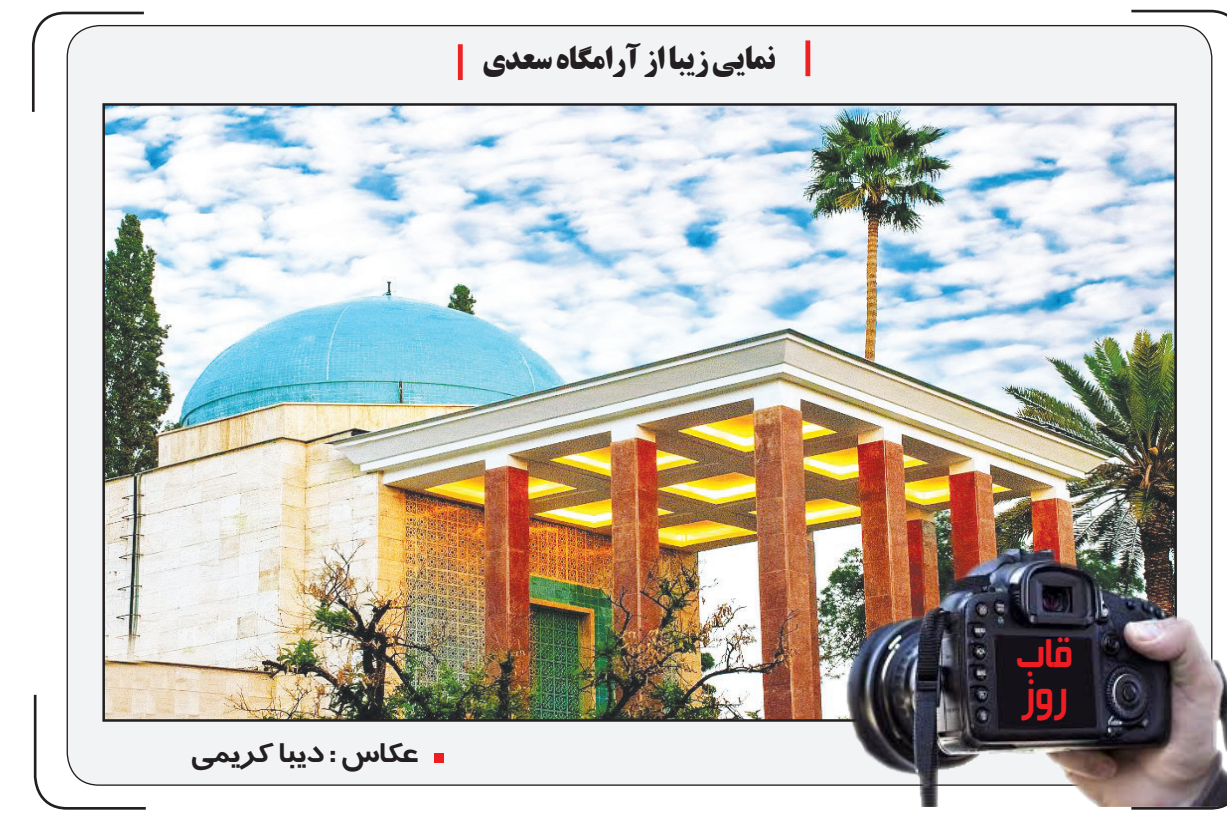 نمایی زیبا از آرامگاه سعدی
قاب
روز
عکاس : دیبا کریمی